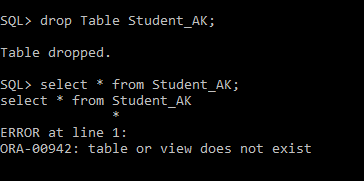 SQL> drop Table Student_AK;
Table dropped.
SQL> select * from Student_AK;
select * from Student_AK
*
ERROR at line 1:
ORA-00942: table or view does not exist